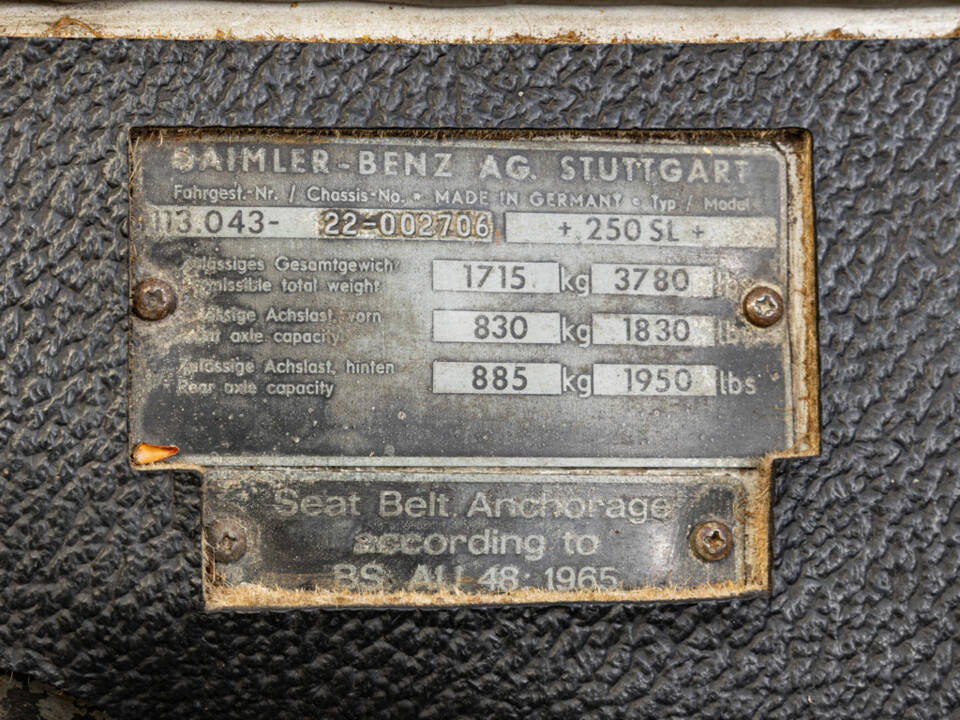 DAIMLER-BENZ AG. STUTTGART
Fahrgest.-Nr. / Chassis-No. • MADE IN GERMANY • Typ / Model
113.043- 22-002706 + 250 SL +
Gesamtgewicht 1715 kg 3780 lbs
total weight
Achslast, vorn 830 kg 1830 lbs
axle capacity
Achslast, hinten 885 kg 1950 lbs
Rear axle capacity
Seat Belt Anchorage
according to
BS AU 48: 1965